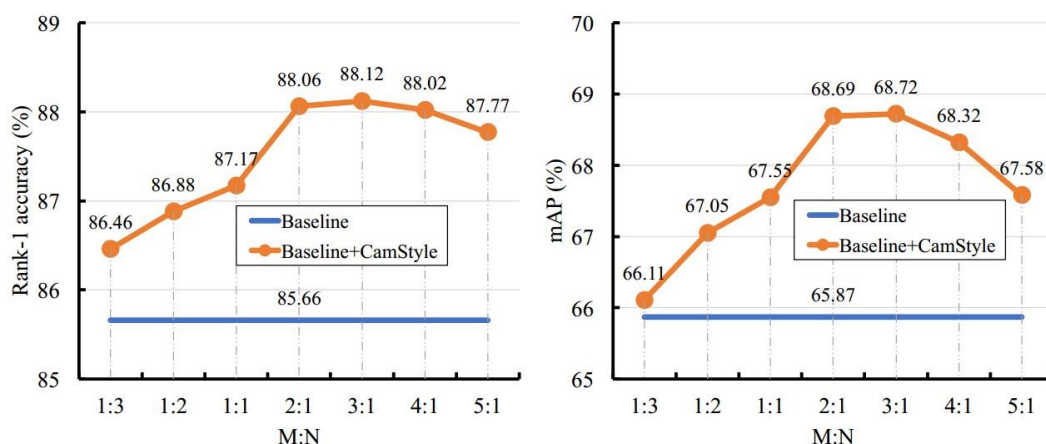 89
88
87
86
85
Rank-1 accuracy (%)
86.46
86.88
87.17
88.06
88.12
88.02
87.77
Baseline
Baseline+CamStyle
85.66
1:3 1:2 1:1 2:1 3:1 4:1 5:1
M:N
70
69
68
67
66
65
mAP (%)
66.11
67.05
67.55
68.69
68.72
68.32
67.58
Baseline
Baseline+CamStyle
65.87
1:3 1:2 1:1 2:1 3:1 4:1 5:1
M:N